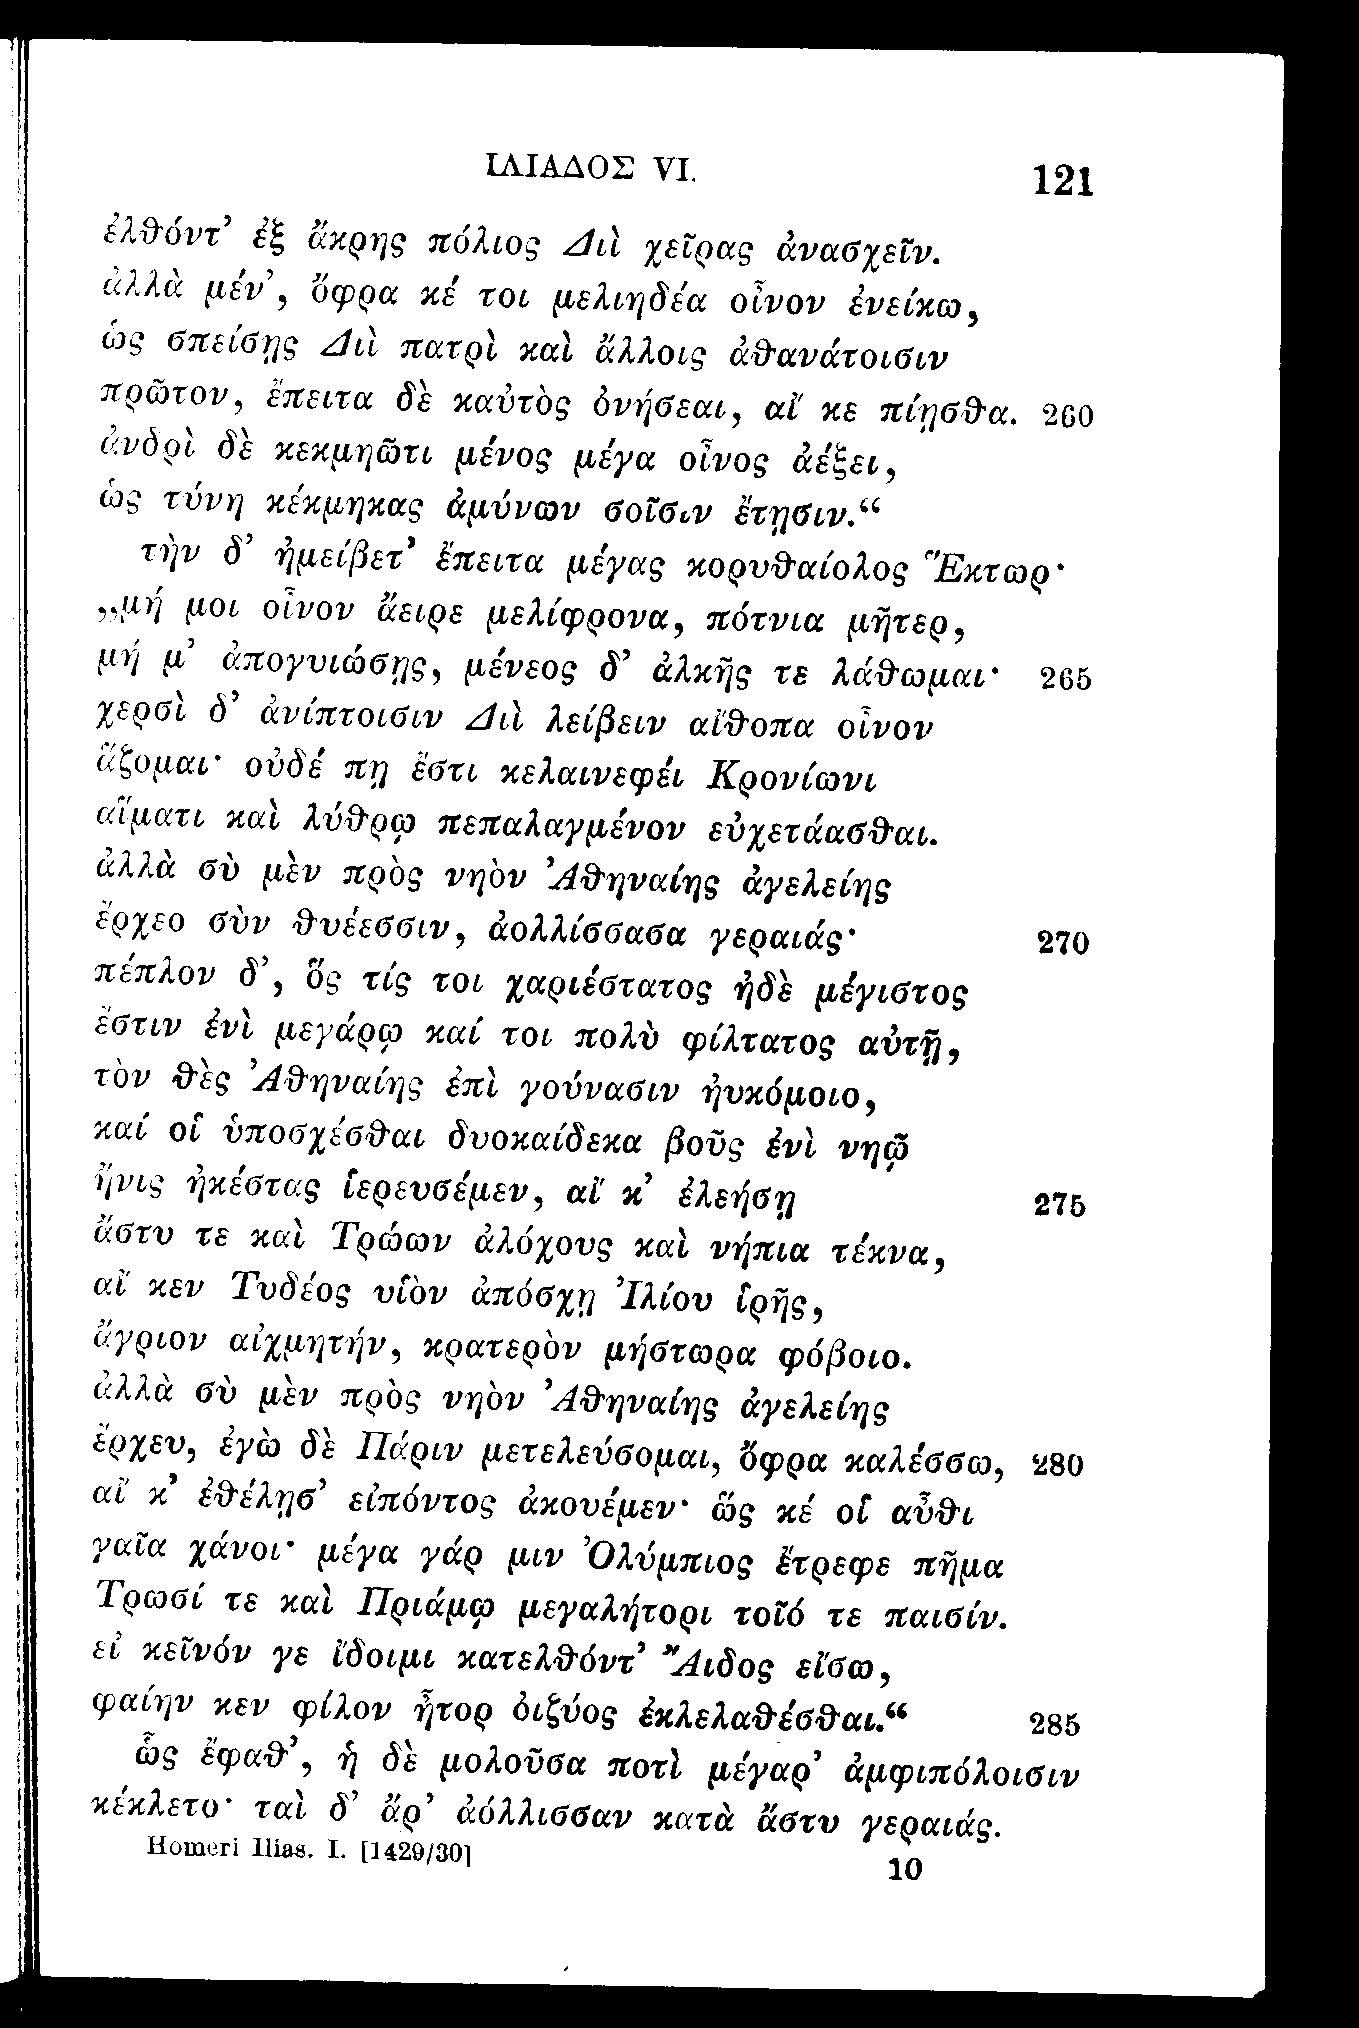 ΙΛΙΑΔΟΣ VI. 121
ἐλθόντ’ ἐξ ἄκρης πόλιος Διὶ χεῖρας ἀνασχεῖν.
ἀλλὰ μέν’, ὄφρα κέ τοι μελιηδέα οἶνον ἐνείκω,
ὡς σπείσῃς Διὶ πατρὶ καὶ ἄλλοις ἀθανάτοισιν
πρῶτον, ἔπειτα δὲ καὐτὸς ὀνήσεαι, αἴ κε πίῃσθα. 260
ἀνδρὶ δὲ κεκμηῶτι μένος μέγα οἶνος ἀέξει,
ὡς τύνη κέκμηκας ἀμύνων σοῖσιν ἔτῃσιν.“
τὴν δ’ ἠμείβετ’ ἔπειτα μέγας κορυθαίολος Ἕκτωρ·
„μή μοι οἶνον ἄειρε μελίφρονα, πότνια μῆτερ,
μή μ’ ἀπογυιώσῃς, μένεος δ’ ἀλκῆς τε λάθωμαι· 265
χερσὶ δ’ ἀνίπτοισιν Διὶ λείβειν αἴθοπα οἶνον
ἅζομαι· οὐδέ πῃ ἔστι κελαινεφέι Κρονίωνι
αἵματι καὶ λύθρῳ πεπαλαγμένον εὐχετάασθαι.
ἀλλὰ σὺ μὲν πρὸς νηὸν Ἀθηναίης ἀγελείης
ἔρχεο σὺν θυέεσσιν, ἀολλίσσασα γεραιάς· 270
πέπλον δ’, ὅς τίς τοι χαριέστατος ἠδὲ μέγιστος
ἔστιν ἐνὶ μεγάρῳ καί τοι πολὺ φίλτατος αὐτῇ,
τὸν θὲς Ἀθηναίης ἐπὶ γούνασιν ἠυκόμοιο,
καί οἱ ὑποσχέσθαι δυοκαίδεκα βοῦς ἐνὶ νηῷ
ἤνις ἠκέστας ἱερευσέμεν, αἴ κ’ ἐλεήσῃ 275
ἄστυ τε καὶ Τρώων ἀλόχους καὶ νήπια τέκνα,
αἴ κεν Τυδέος υἱὸν ἀπόσχῃ Ἰλίου ἱρῆς,
ἄγριον αἰχμητήν, κρατερὸν μήστωρα φόβοιο.
ἀλλὰ σὺ μὲν πρὸς νηὸν Ἀθηναίης ἀγελείης
ἔρχευ, ἐγὼ δὲ Πάριν μετελεύσομαι, ὄφρα καλέσσω, 280
αἴ κ’ ἐθέλῃσ’ εἰπόντος ἀκουέμεν· ὥς κέ οἱ αὖθι
γαῖα χάνοι· μέγα γάρ μιν Ὀλύμπιος ἔτρεφε πῆμα
Τρωσί τε καὶ Πριάμῳ μεγαλήτορι τοῖό τε παισίν.
εἰ κεῖνόν γε ἴδοιμι κατελθόντ’ Ἄιδος εἴσω,
φαίην κεν φίλον ἦτορ ὀιζύος ἐκλελαθέσθαι.“ 285
ὣς ἔφαθ’, ἡ δὲ μολοῦσα ποτὶ μέγαρ’ ἀμφιπόλοισιν
κέκλετο· ταὶ δ’ ἄρ’ ἀόλλισσαν κατὰ ἄστυ γεραιάς.
Homeri Ilias. I. [1429/30] 10